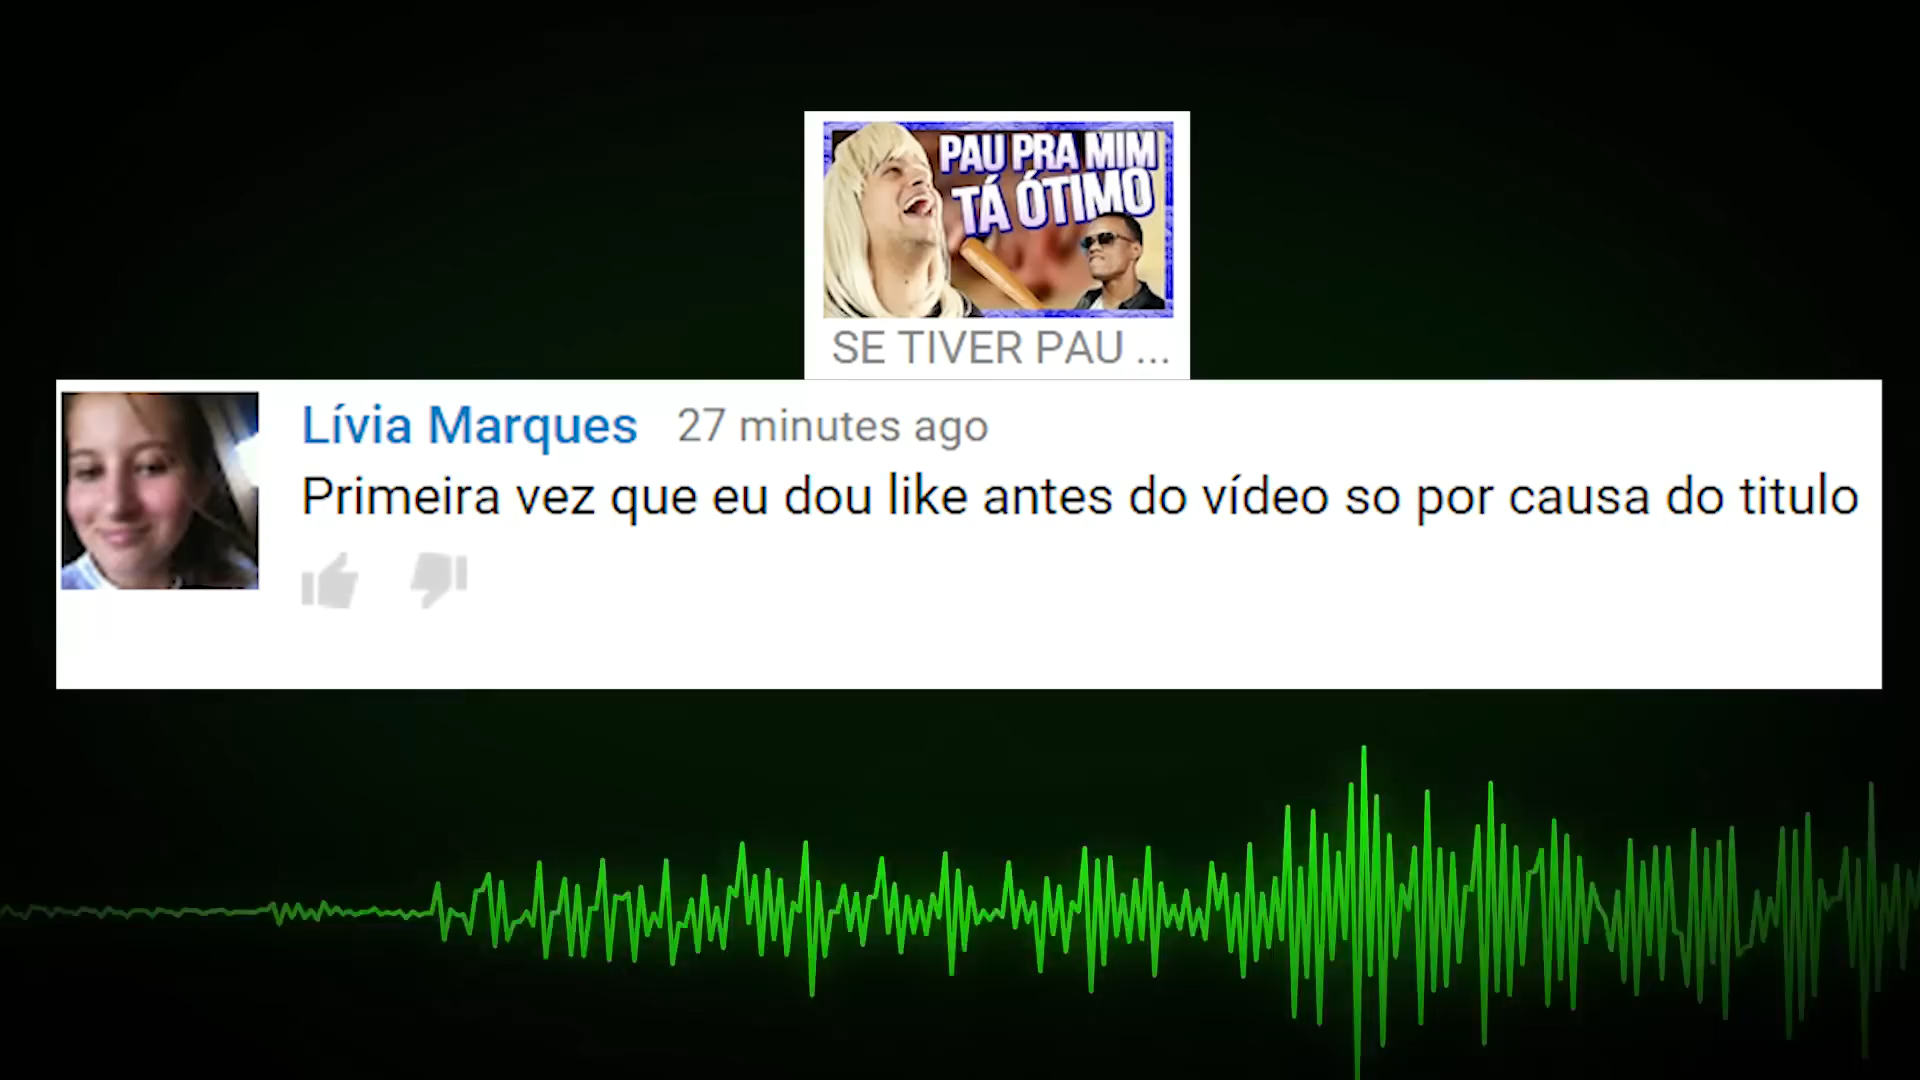 PAU PRA MIM
TÁ ÓTIMO
SE TIVER PAU ...
Lívia Marques 27 minutes ago
Primeira vez que eu dou like antes do vídeo so por causa do titulo